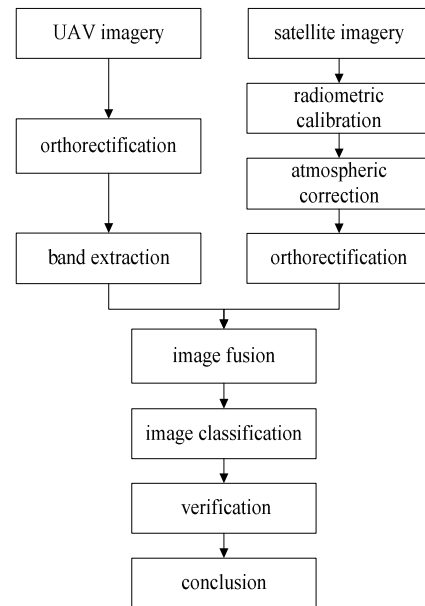 UAV imagery
orthorectification
band extraction
satellite imagery
radiometric
calibration
atmospheric
correction
orthorectification
image fusion
image classification
verification
conclusion